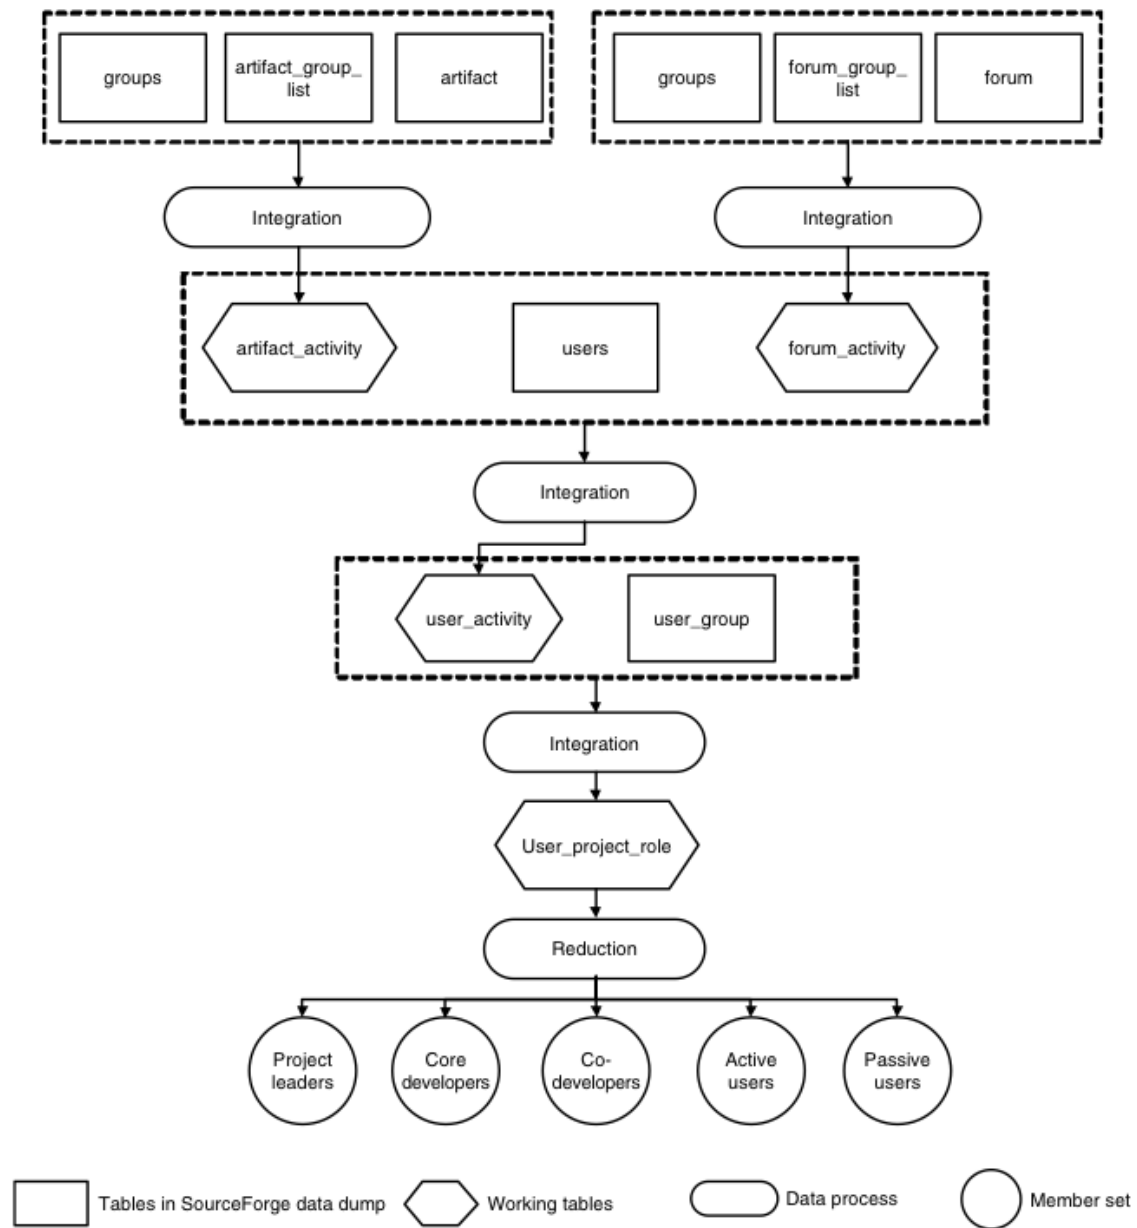 groups
artifact_group_
list
artifact
groups
forum_group_
list
forum
Integration
Integration
artifact_activity
users
forum_activity
Integration
user_activity
user_group
Integration
User_project_role
Reduction
Project
leaders
Core
developers
Co-
developers
Active
users
Passive
users
Tables in SourceForge data dump
Working tables
Data process
Member set